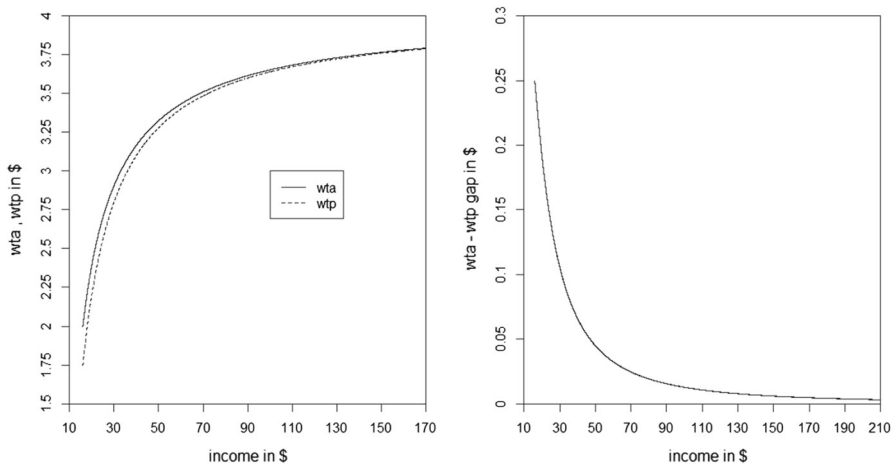 4
3.75
3.5
3.25
3
2.75
2.5
2.25
2
1.75
1.5
wta , wtp in $
wta
wtp
10 30 50 70 90 110 130 150 170
income in $
0.3
0.25
0.2
0.15
0.1
0.05
0
wta - wtp gap in $
10 30 50 70 90 110 130 150 170 190 210
income in $